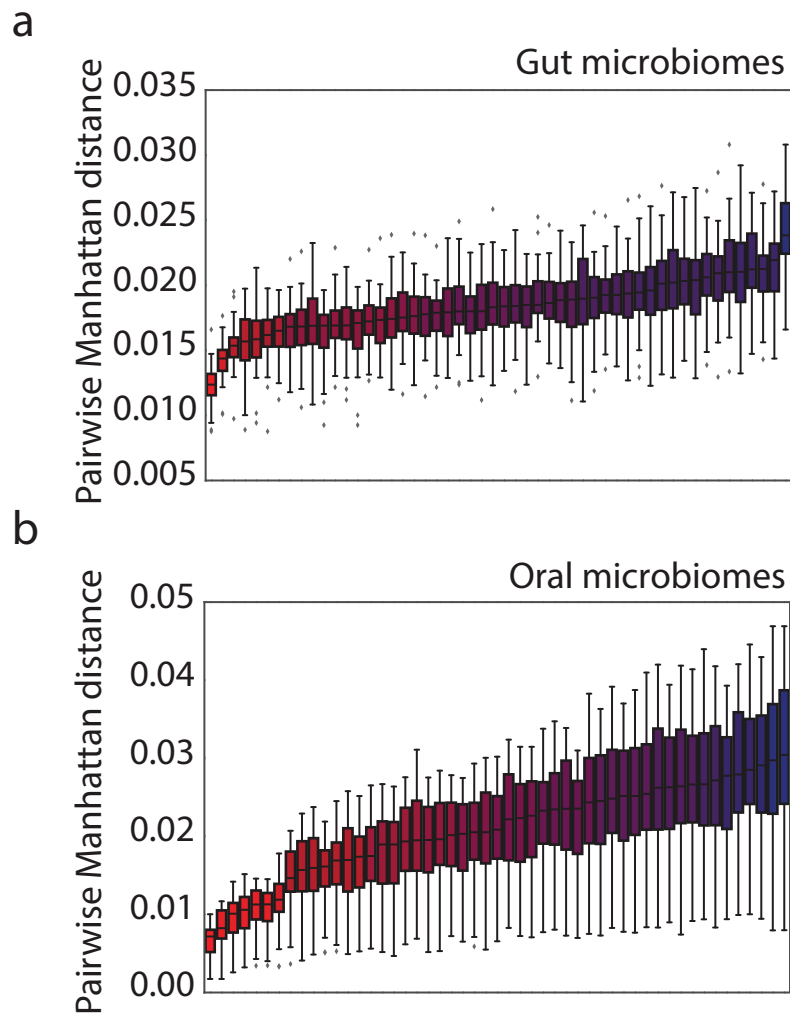 a
Gut microbiomes
Pairwise Manhattan distance
0.035
0.030
0.025
0.020
0.015
0.010
0.005
b
Oral microbiomes
Pairwise Manhattan distance
0.05
0.04
0.03
0.02
0.01
0.00